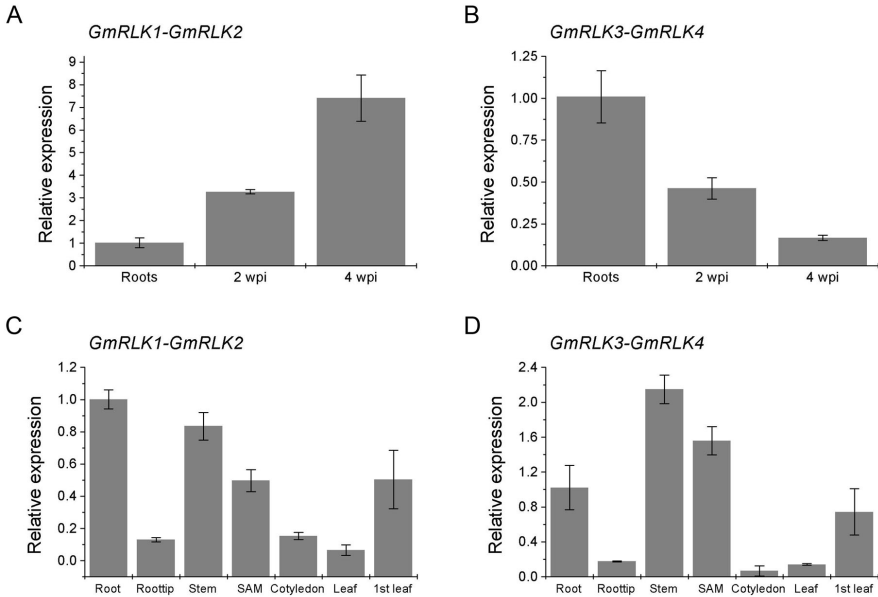 A
GmRLK1-GmRLK2
Relative expression
9
8
7
6
5
4
3
2
1
0
Roots 2 wpi 4 wpi
B
GmRLK3-GmRLK4
Relative expression
1.25
1.00
0.75
0.50
0.25
0.00
Roots 2 wpi 4 wpi
C
GmRLK1-GmRLK2
Relative expression
1.2
1.0
0.8
0.6
0.4
0.2
0.0
Root Roottip Stem SAM Cotyledon Leaf 1st leaf
D
GmRLK3-GmRLK4
Relative expression
2.4
2.0
1.6
1.2
0.8
0.4
0.0
Root Roottip Stem SAM Cotyledon Leaf 1st leaf